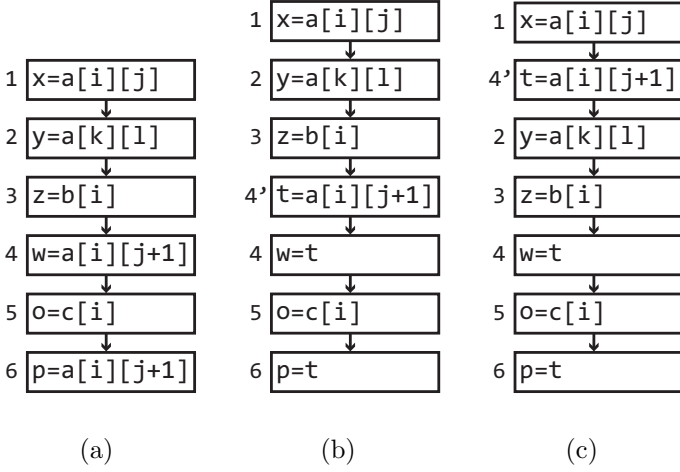 1 x=a[i][j]
2 y=a[k][l]
3 z=b[i]
4 w=a[i][j+1]
5 o=c[i]
6 p=a[i][j+1]
(a)
1 x=a[i][j]
2 y=a[k][l]
3 z=b[i]
4’ t=a[i][j+1]
4 w=t
5 o=c[i]
6 p=t
(b)
1 x=a[i][j]
4’ t=a[i][j+1]
2 y=a[k][l]
3 z=b[i]
4 w=t
5 o=c[i]
6 p=t
(c)